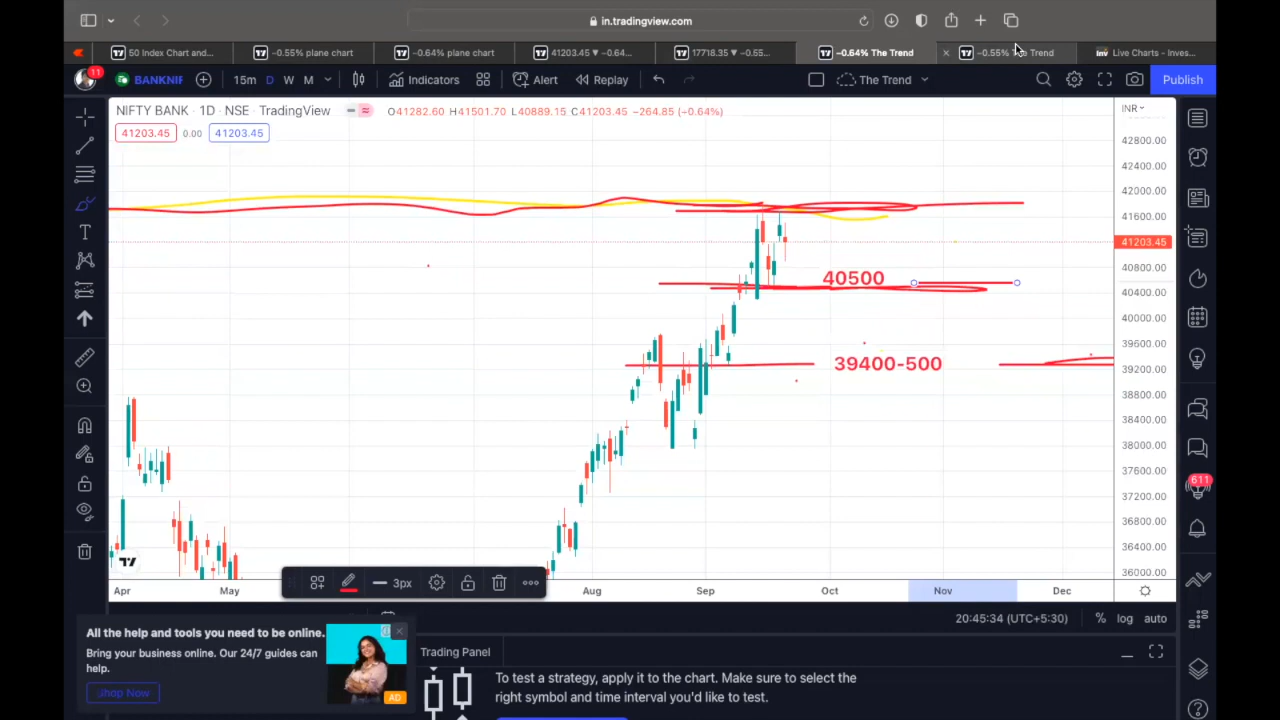 in.tradingview.com
50 Index Chart and...
−0.55% plane chart
−0.64% plane chart
41203.45 ▼ −0.64...
17718.35 ▼ −0.55...
−0.64% The Trend
−0.55% The Trend
Inv Live Charts - Inves...
11
BANKNIF
15m D W M
Indicators
Alert
Replay
The Trend
Publish
NIFTY BANK · 1D · NSE · TradingView
O41282.60 H41501.70 L40889.15 C41203.45 −264.85 (−0.64%)
INR
41203.45 0.00 41203.45
42800.00
42400.00
42000.00
41600.00
41203.45
40800.00
40500
40400.00
40000.00
39600.00
39400-500
39200.00
38800.00
38400.00
38000.00
37600.00
37200.00
36800.00
36400.00
36000.00
611
3px
Apr May Aug Sep Oct Nov Dec
20:45:34 (UTC+5:30) % log auto
All the help and tools you need to be online.
Bring your business online. Our 24/7 guides can
help.
Shop Now
AD
Trading Panel
To test a strategy, apply it to the chart. Make sure to select the
right symbol and time interval you'd like to test.